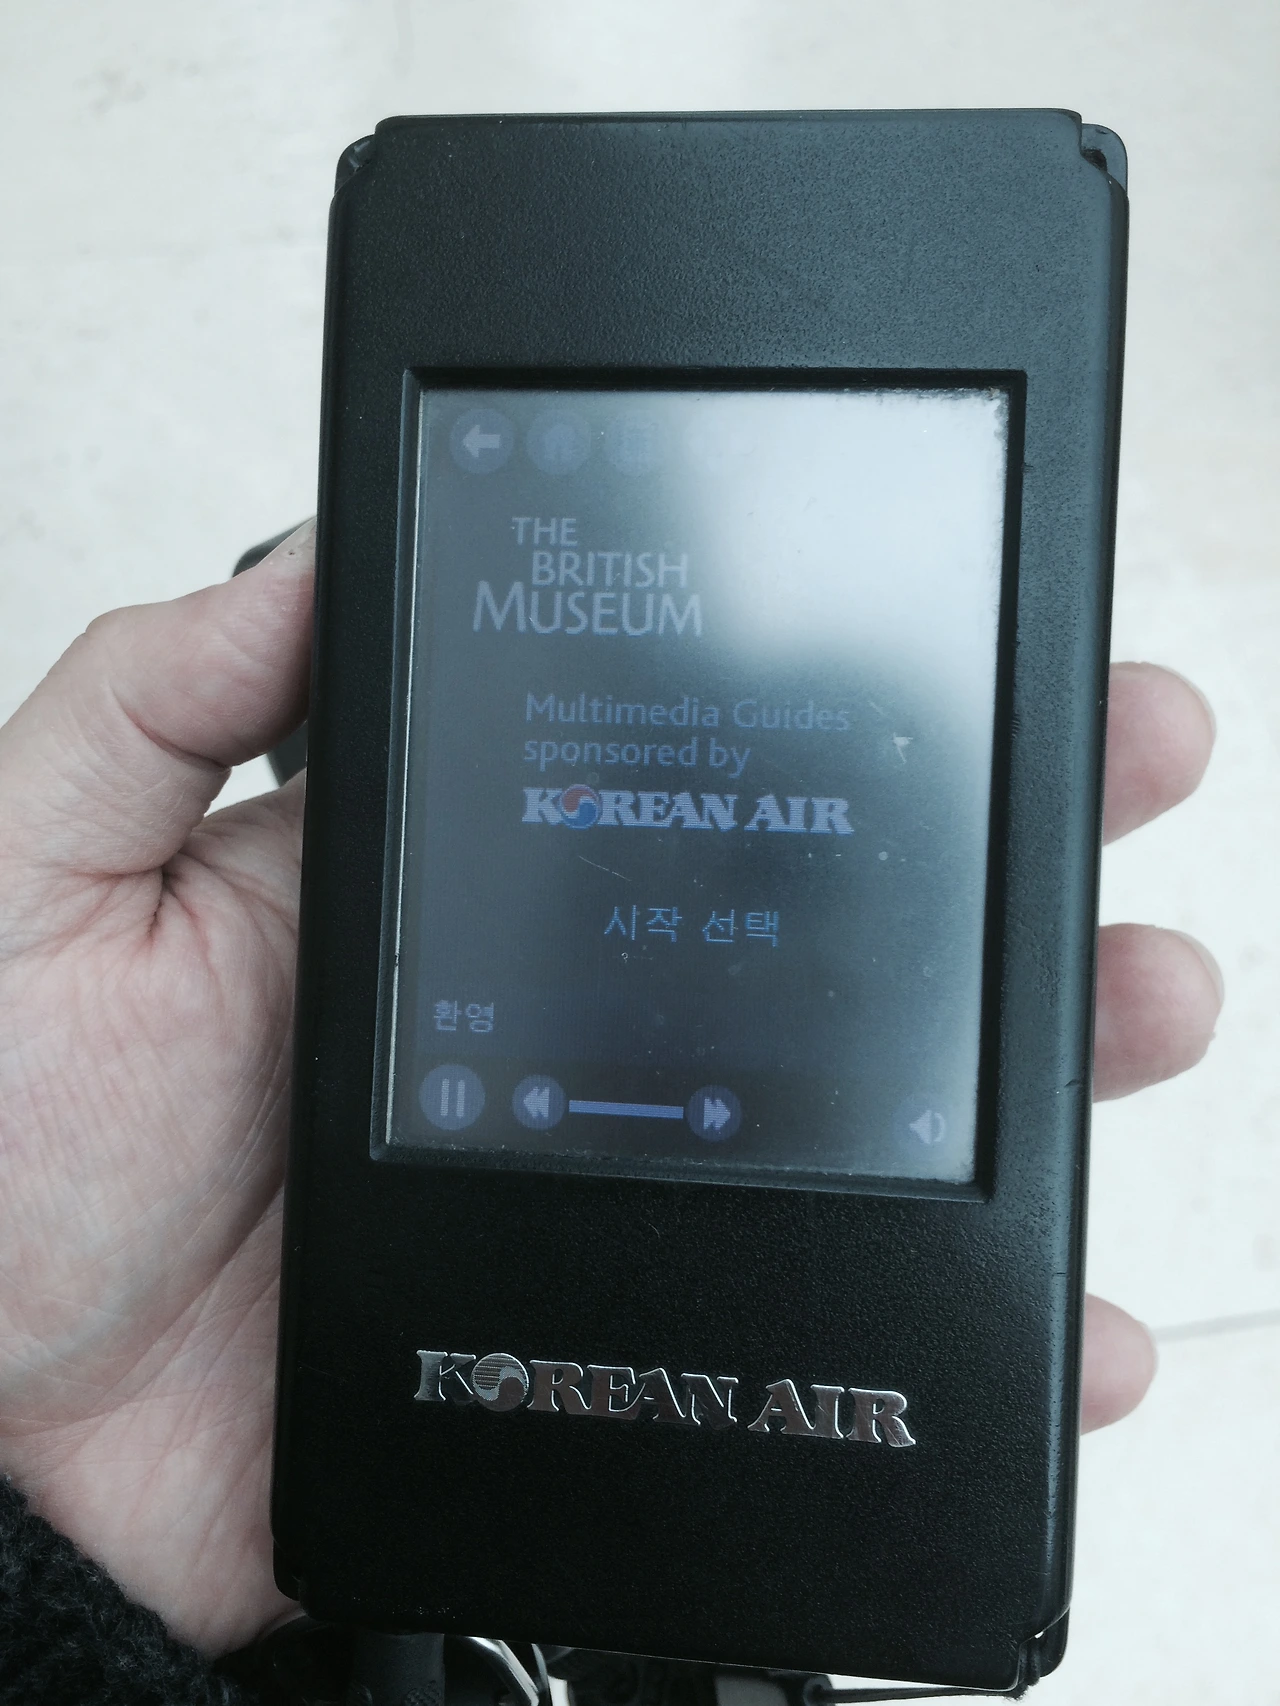 THE
BRITISH
MUSEUM
Multimedia Guides
sponsored by
KOREAN AIR
시작 선택
환영
KOREAN AIR